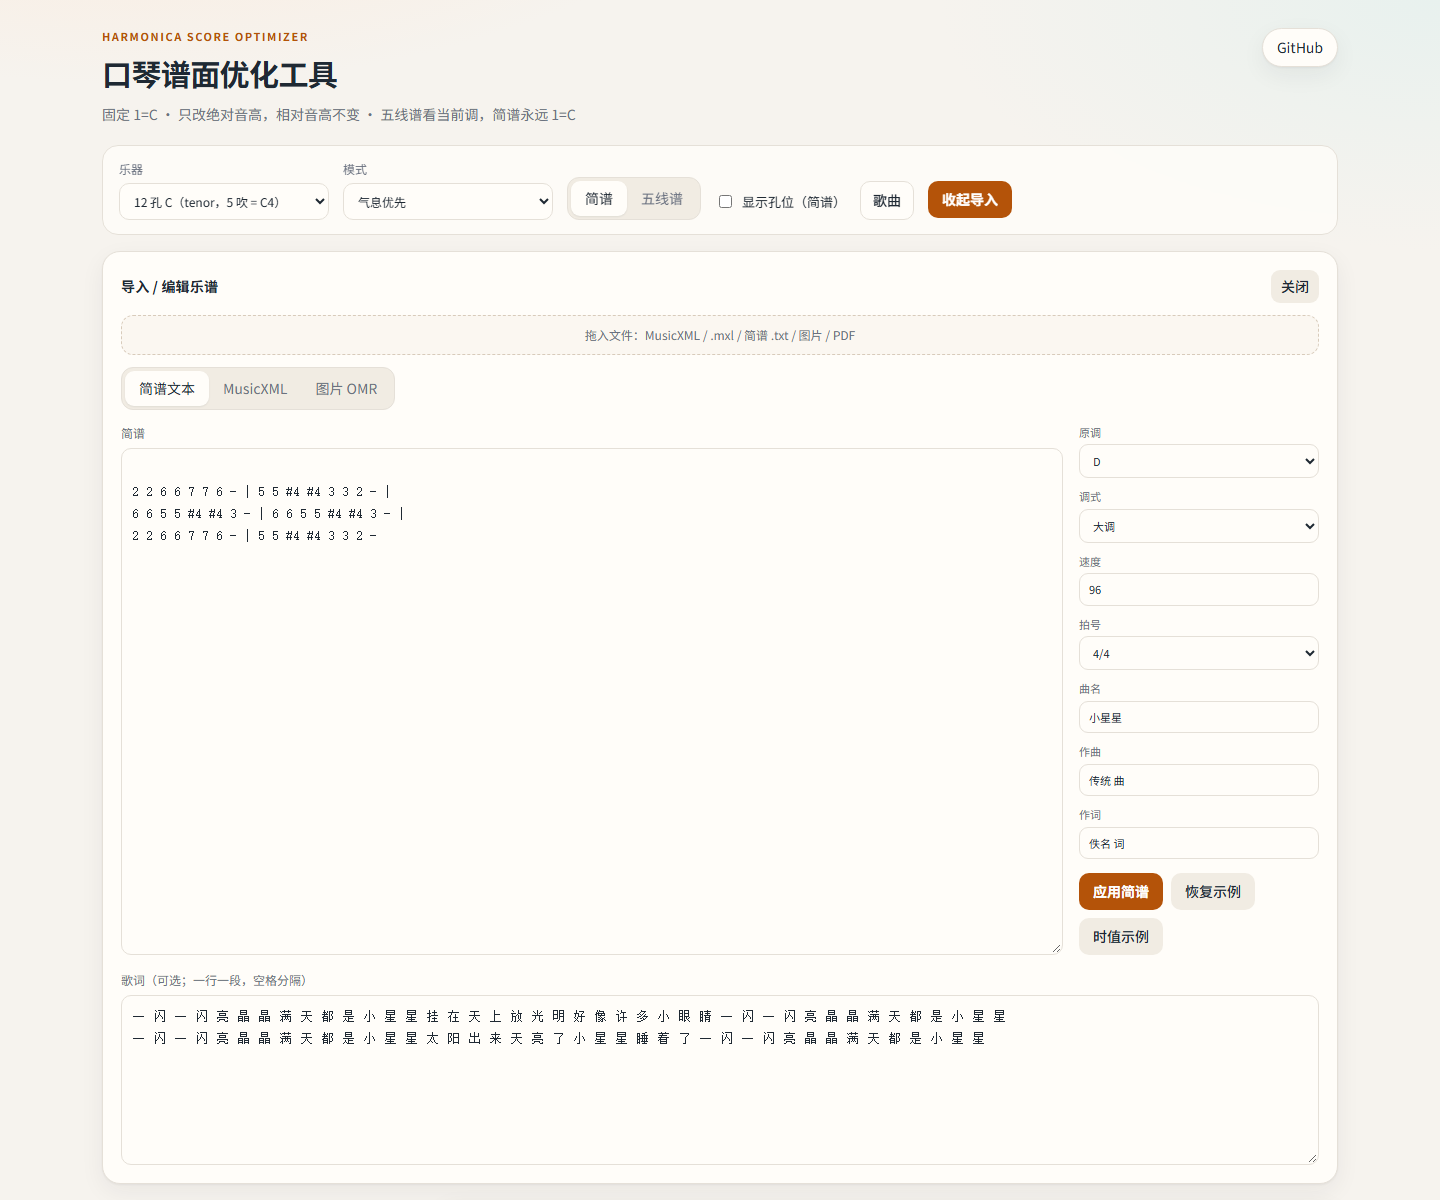 HARMONICA SCORE OPTIMIZER
口琴谱面优化工具
固定 1=C · 只改绝对音高，相对音高不变 · 五线谱看当前调，简谱永远 1=C
GitHub
乐器
模式
12 孔 C（tenor，5 吹 = C4）
气息优先
简谱
五线谱
显示孔位（简谱）
歌曲
收起导入
导入 / 编辑乐谱
关闭
拖入文件：MusicXML / .mxl / 简谱 .txt / 图片 / PDF
简谱文本
MusicXML
图片 OMR
简谱
2 2 6 6 7 7 6 - | 5 5 #4 #4 3 3 2 - |
6 6 5 5 #4 #4 3 - | 6 6 5 5 #4 #4 3 - |
2 2 6 6 7 7 6 - | 5 5 #4 #4 3 3 2 -
原调
D
调式
大调
速度
96
拍号
4/4
曲名
小星星
作曲
传统 曲
作词
佚名 词
应用简谱
恢复示例
时值示例
歌词（可选；一行一段，空格分隔）
一 闪 一 闪 亮 晶 晶 满 天 都 是 小 星 星 挂 在 天 上 放 光 明 好 像 许 多 小 眼 睛 一 闪 一 闪 亮 晶 晶 满 天 都 是 小 星 星
一 闪 一 闪 亮 晶 晶 满 天 都 是 小 星 星 太 阳 出 来 天 亮 了 小 星 星 睡 着 了 一 闪 一 闪 亮 晶 晶 满 天 都 是 小 星 星